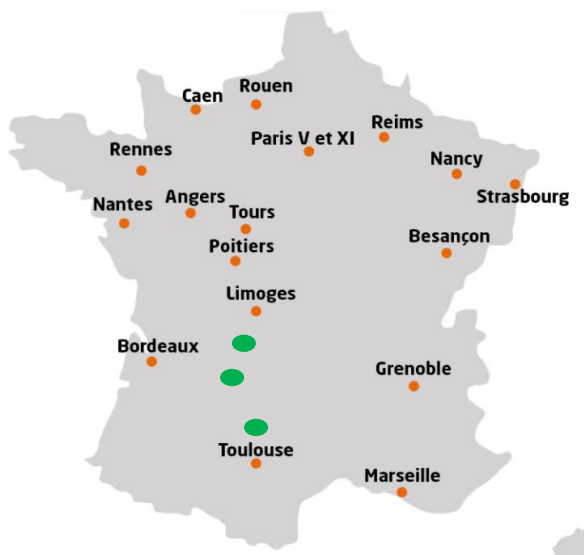 Rouen
Caen
Reims
Paris V et XI
Rennes
Nancy
Strasbourg
Angers
Nantes
Tours
Besançon
Poitiers
Limoges
Bordeaux
Grenoble
Toulouse
Marseille